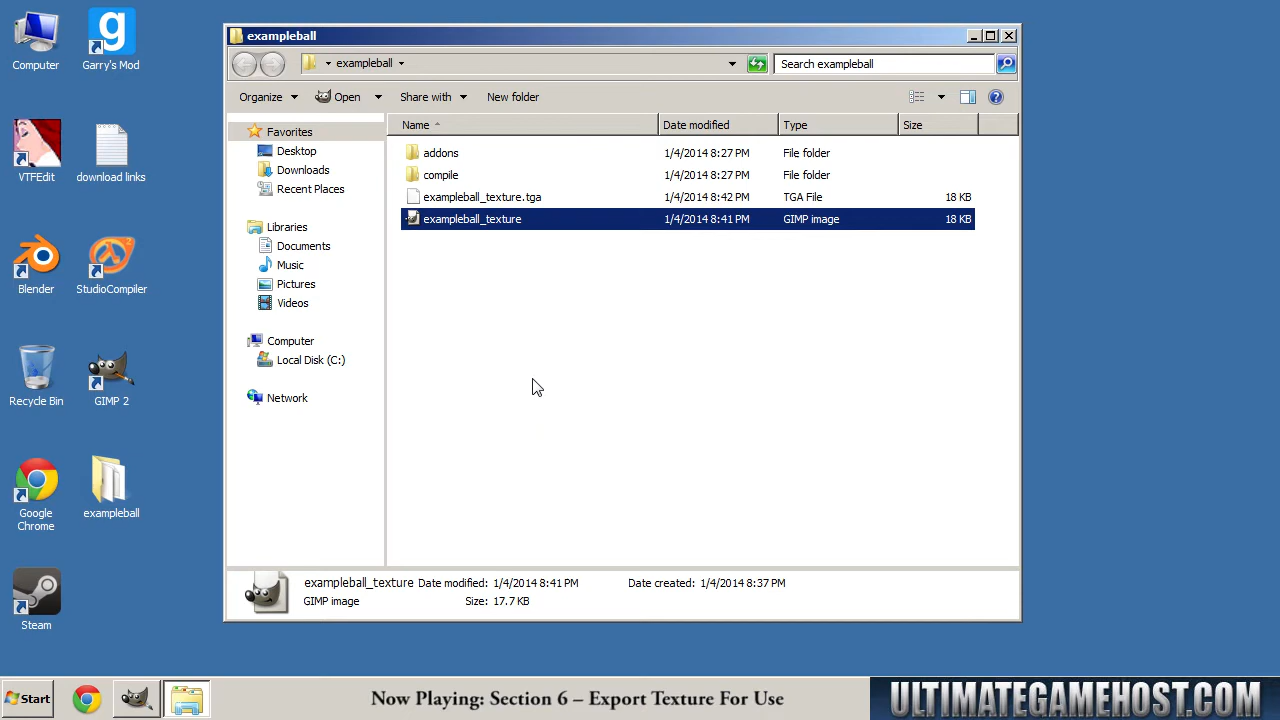 Computer
Garry's Mod
VTFEdit
download links
Blender
StudioCompiler
Recycle Bin
GIMP 2
Google Chrome
exampleball
Steam
exampleball
exampleball
Search exampleball
Organize Open Share with New folder
Favorites
Desktop
Downloads
Recent Places
Libraries
Documents
Music
Pictures
Videos
Computer
Local Disk (C:)
Network
Name Date modified Type Size
addons 1/4/2014 8:27 PM File folder
compile 1/4/2014 8:27 PM File folder
exampleball_texture.tga 1/4/2014 8:42 PM TGA File 18 KB
exampleball_texture 1/4/2014 8:41 PM GIMP image 18 KB
exampleball_texture Date modified: 1/4/2014 8:41 PM Date created: 1/4/2014 8:37 PM
GIMP image Size: 17.7 KB
Start
Now Playing: Section 6 – Export Texture For Use
ULTIMATEGAMEHOST.COM